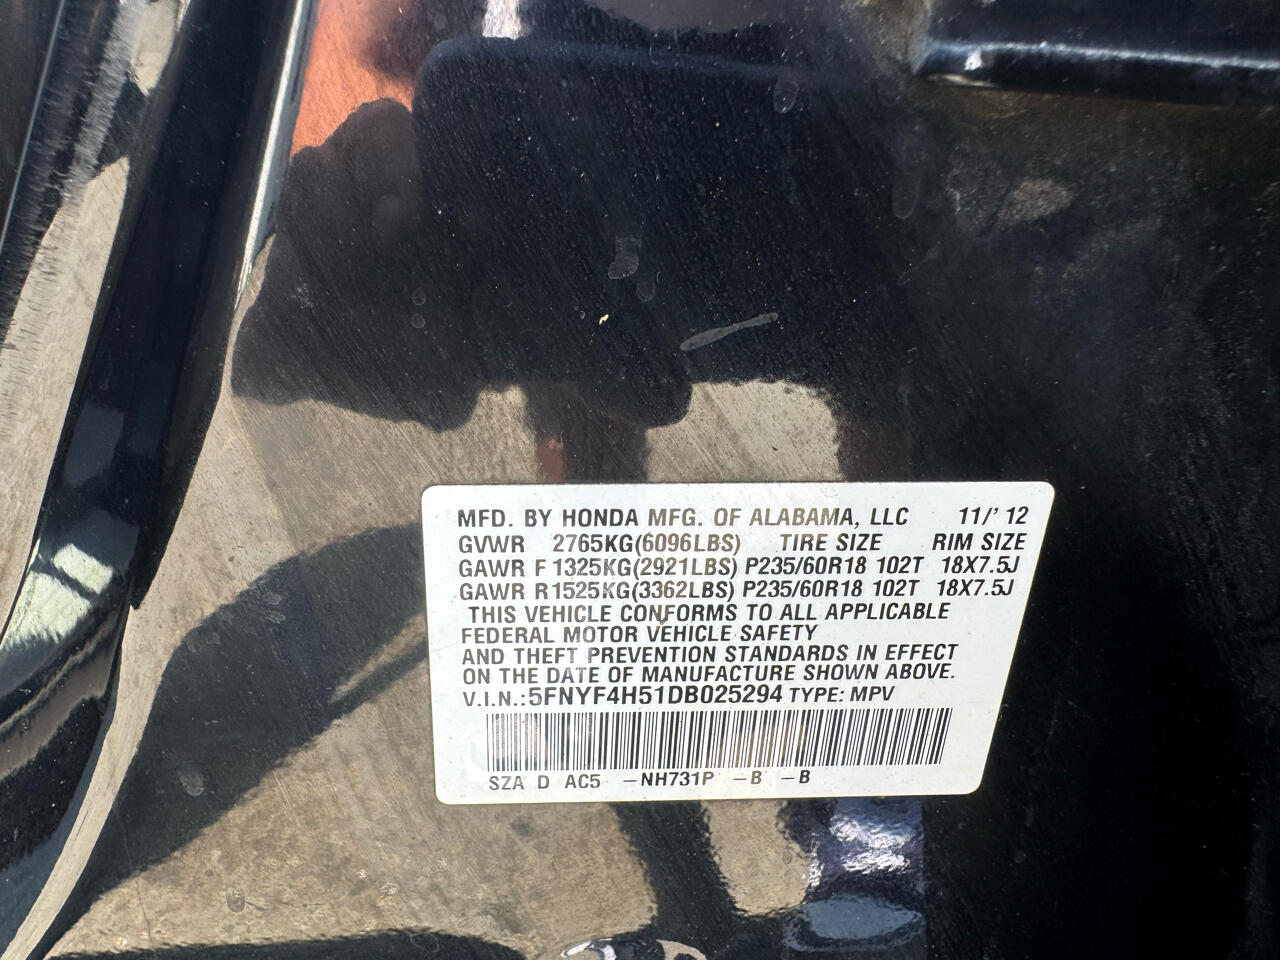 MFD. BY HONDA MFG. OF ALABAMA, LLC 11/' 12
GVWR 2765KG(6096LBS) TIRE SIZE RIM SIZE
GAWR F 1325KG(2921LBS) P235/60R18 102T 18X7.5J
GAWR R1525KG(3362LBS) P235/60R18 102T 18X7.5J
THIS VEHICLE CONFORMS TO ALL APPLICABLE
FEDERAL MOTOR VEHICLE SAFETY
AND THEFT PREVENTION STANDARDS IN EFFECT
ON THE DATE OF MANUFACTURE SHOWN ABOVE.
V.I.N.:5FNYF4H51DB025294 TYPE: MPV
SZA D AC5 –NH731P –B –B